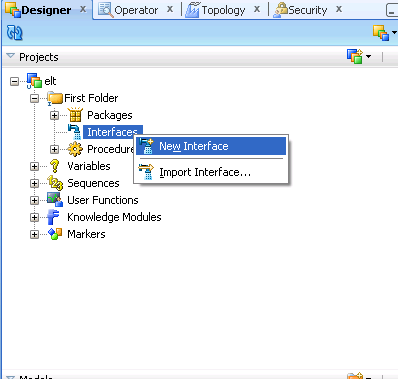 Designer x Operator x Topology x Security x
Projects
elt
First Folder
Packages
Interfaces
New Interface
Procedure
Import Interface...
Variables
Sequences
User Functions
Knowledge Modules
Markers